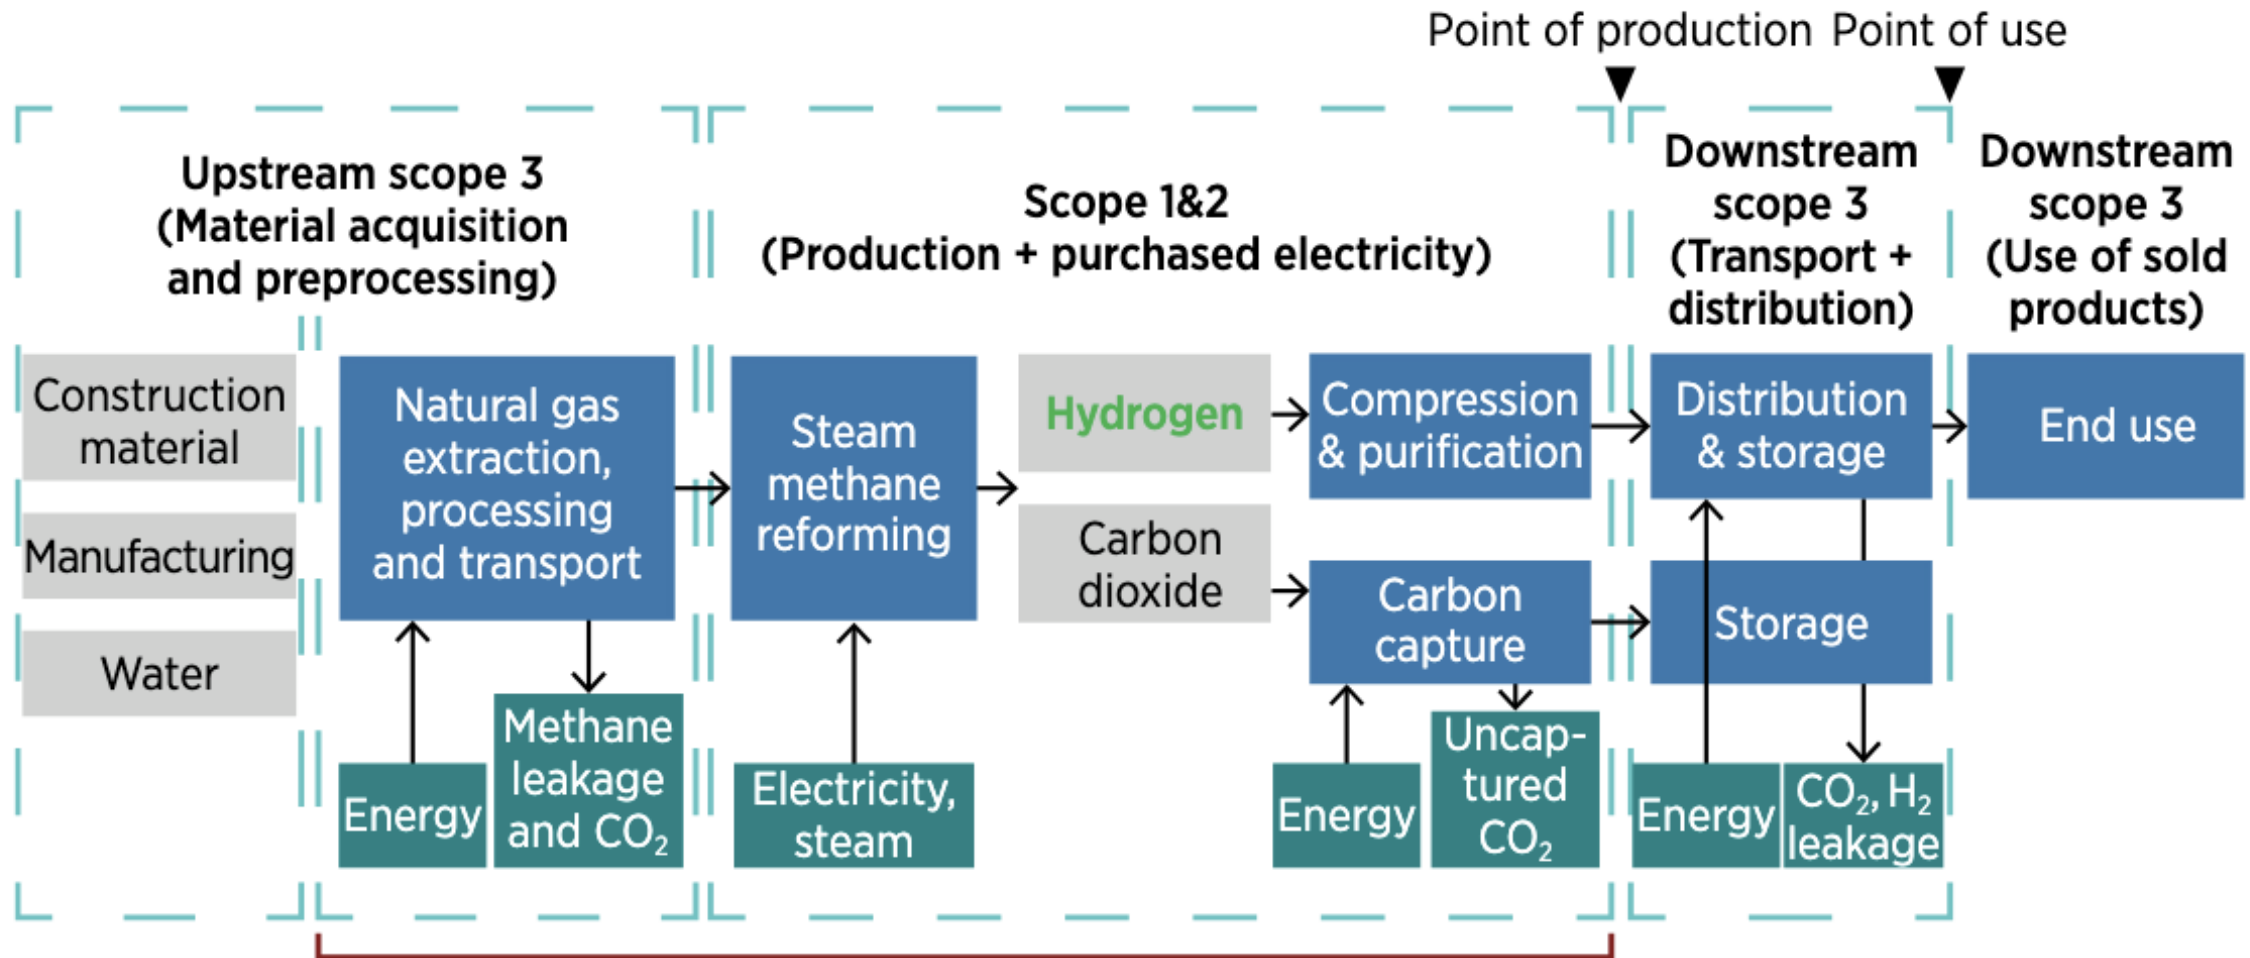 Point of production
Point of use
Upstream scope 3
(Material acquisition
and preprocessing)
Scope 1&2
(Production + purchased electricity)
Downstream
scope 3
(Transport +
distribution)
Downstream
scope 3
(Use of sold
products)
Construction
material
Manufacturing
Water
Natural gas
extraction,
processing
and transport
Energy
Methane
leakage
and CO₂
Steam
methane
reforming
Electricity,
steam
Hydrogen
Carbon
dioxide
Compression
& purification
Carbon
capture
Energy
Uncap-
tured
CO₂
Distribution
& storage
Storage
Energy
CO₂, H₂
leakage
End use